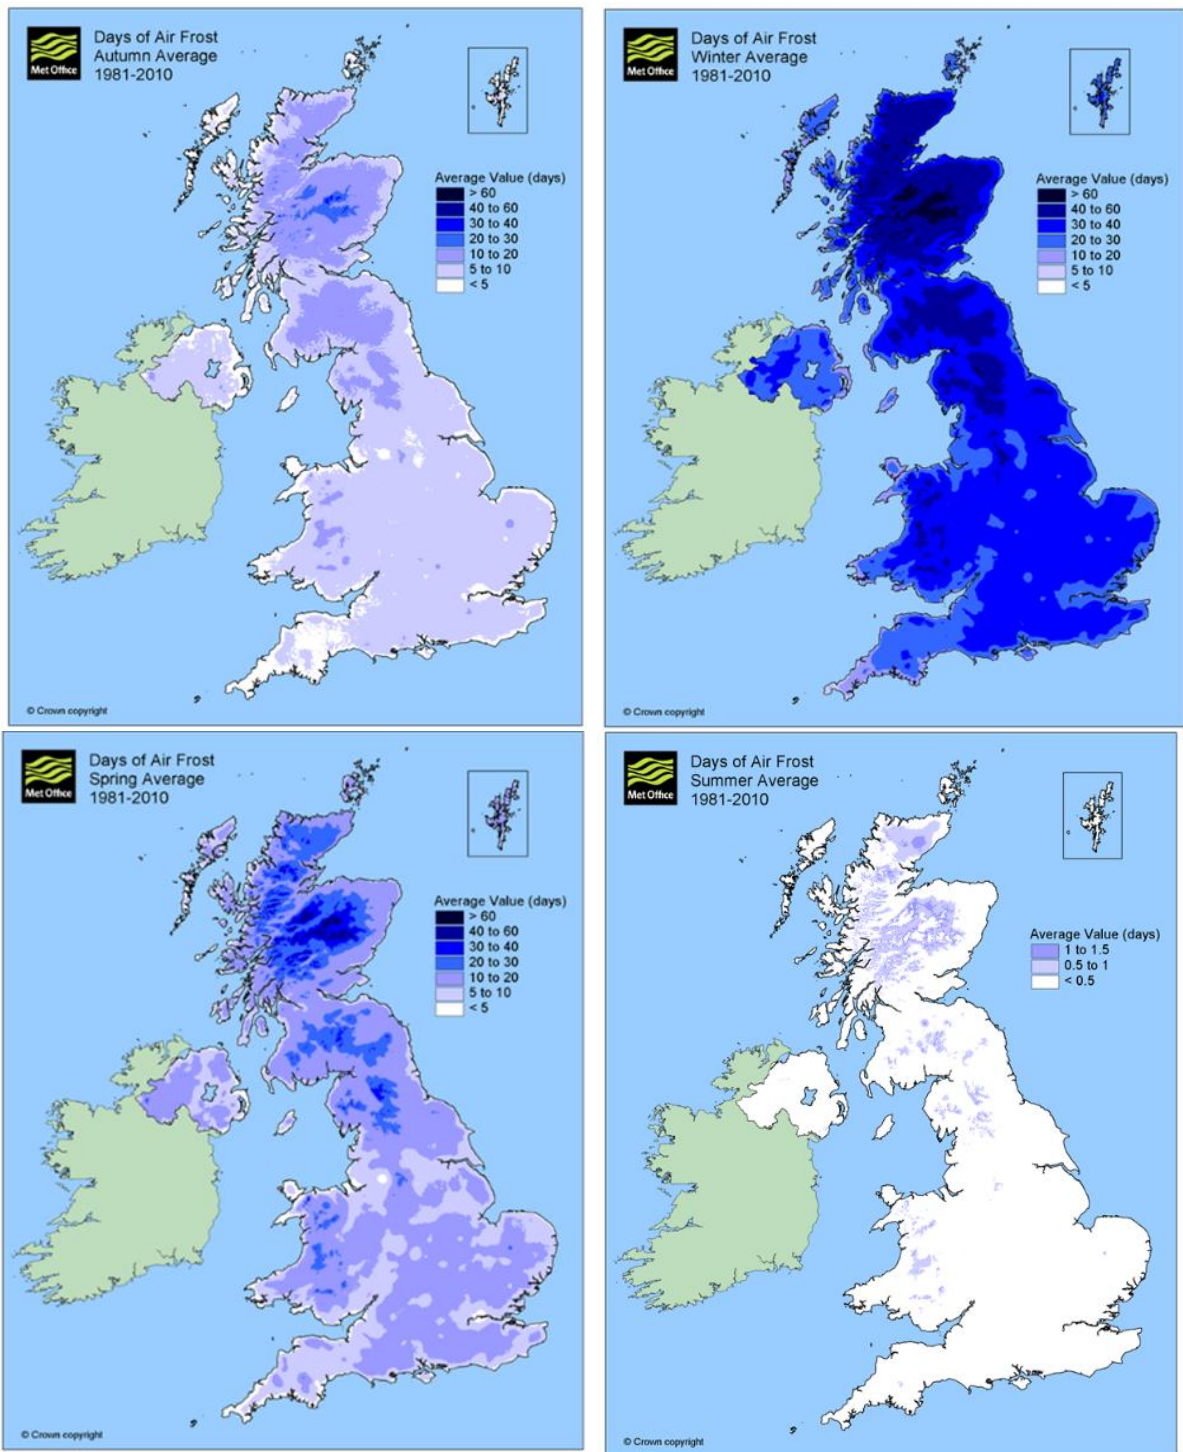 Met Office
Days of Air Frost
Autumn Average
1981-2010
Average Value (days)
> 60
40 to 60
30 to 40
20 to 30
10 to 20
5 to 10
< 5
© Crown copyright
Met Office
Days of Air Frost
Winter Average
1981-2010
Average Value (days)
> 60
40 to 60
30 to 40
20 to 30
10 to 20
5 to 10
< 5
© Crown copyright
Met Office
Days of Air Frost
Spring Average
1981-2010
Average Value (days)
> 60
40 to 60
30 to 40
20 to 30
10 to 20
5 to 10
< 5
© Crown copyright
Met Office
Days of Air Frost
Summer Average
1981-2010
Average Value (days)
1 to 1.5
0.5 to 1
< 0.5
© Crown copyright